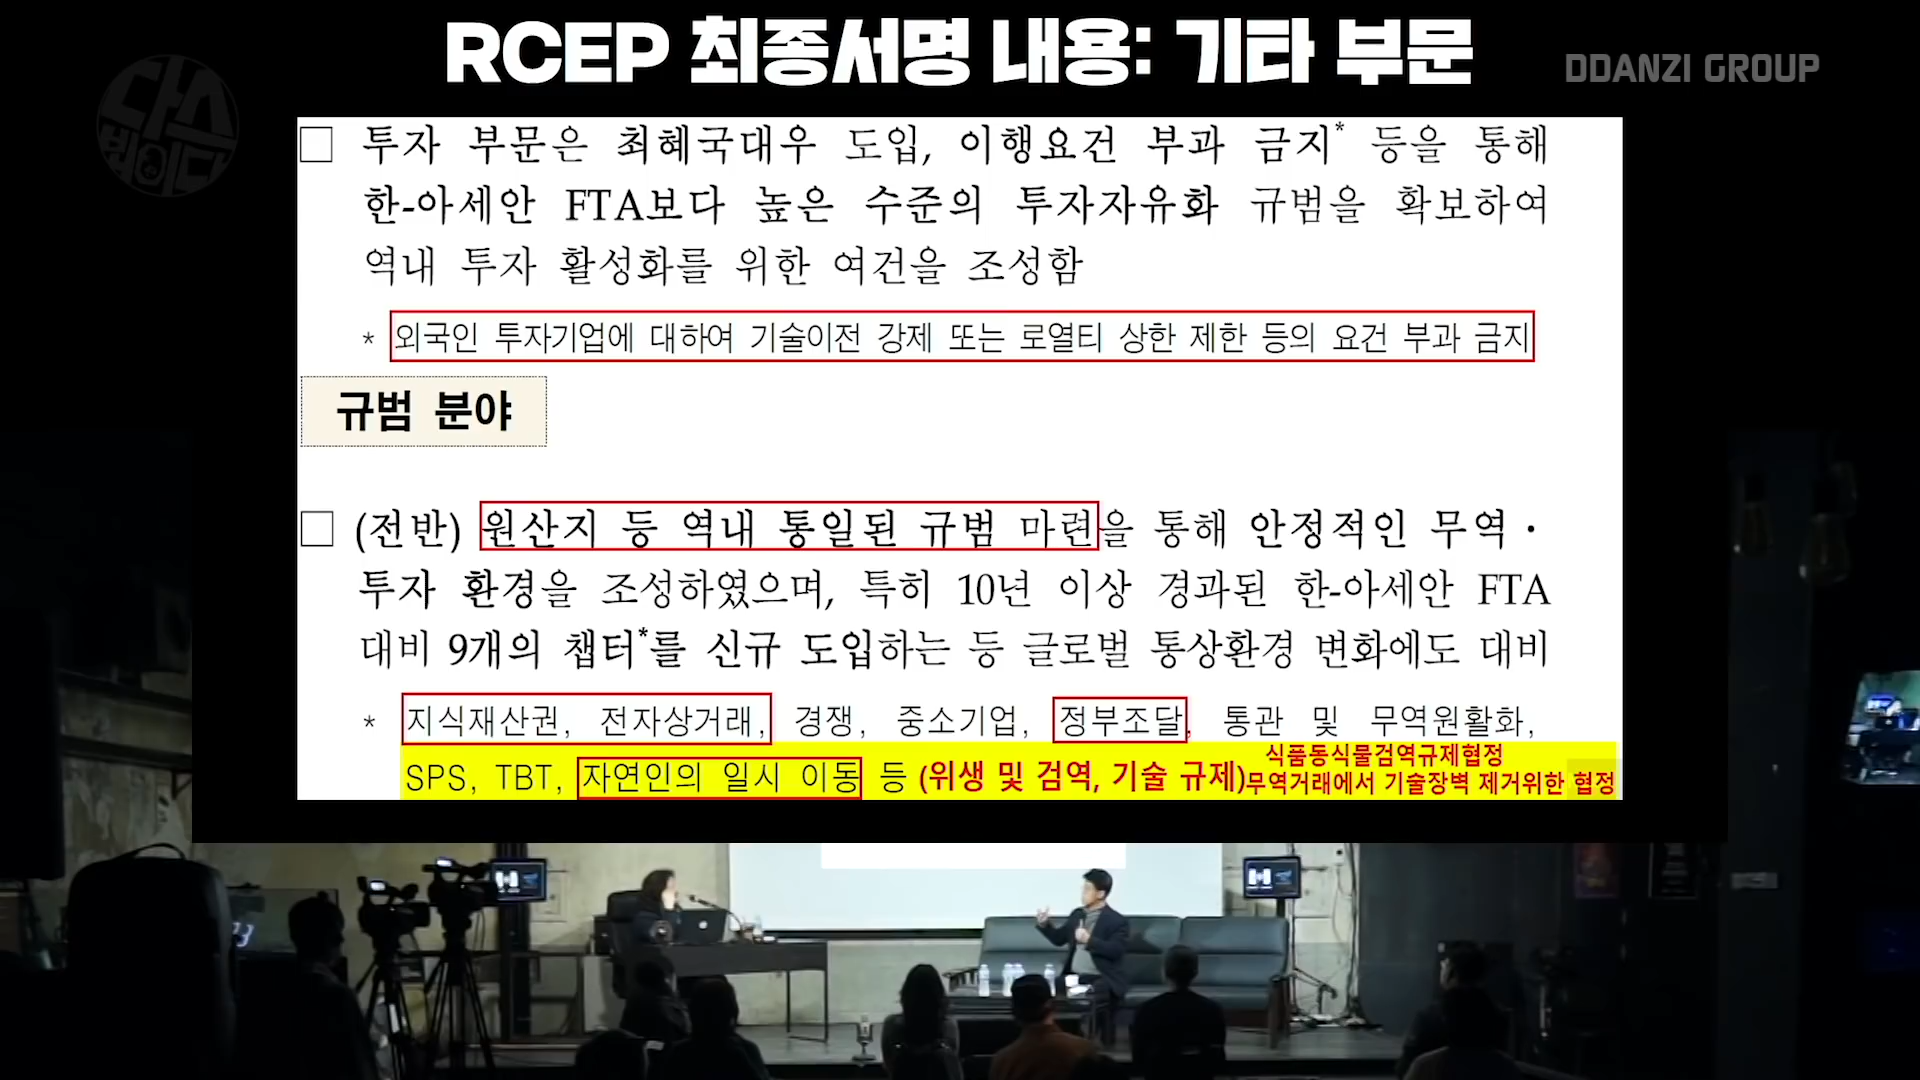 RCEP 최종서명 내용: 기타 부문
DDANZI GROUP
다스
뵈이다
□ 투자 부문은 최혜국대우 도입, 이행요건 부과 금지* 등을 통해
한-아세안 FTA보다 높은 수준의 투자자유화 규범을 확보하여
역내 투자 활성화를 위한 여건을 조성함
* 외국인 투자기업에 대하여 기술이전 강제 또는 로열티 상한 제한 등의 요건 부과 금지
규범 분야
□ (전반) 원산지 등 역내 통일된 규범 마련을 통해 안정적인 무역·
투자 환경을 조성하였으며, 특히 10년 이상 경과된 한-아세안 FTA
대비 9개의 챕터*를 신규 도입하는 등 글로벌 통상환경 변화에도 대비
* 지식재산권, 전자상거래, 경쟁, 중소기업, 정부조달, 통관 및 무역원활화,
식품동식물검역규제협정
SPS, TBT, 자연인의 일시 이동 등 (위생 및 검역, 기술 규제)무역거래에서 기술장벽 제거위한 협정